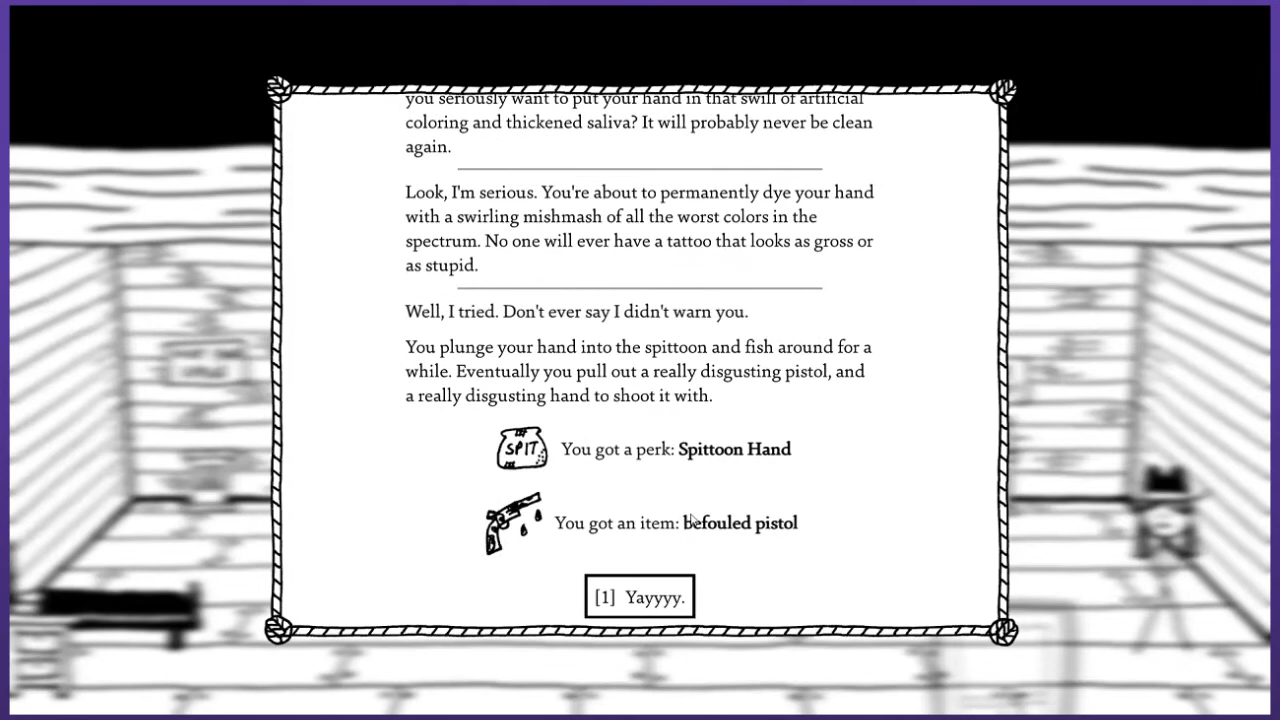 you seriously want to put your hand in that swill of artificial
coloring and thickened saliva? It will probably never be clean
again.
Look, I'm serious. You're about to permanently dye your hand
with a swirling mishmash of all the worst colors in the
spectrum. No one will ever have a tattoo that looks as gross or
as stupid.
Well, I tried. Don't ever say I didn't warn you.
You plunge your hand into the spittoon and fish around for a
while. Eventually you pull out a really disgusting pistol, and
a really disgusting hand to shoot it with.
SPIT
You got a perk: Spittoon Hand
You got an item: befouled pistol
[1] Yayyyy.